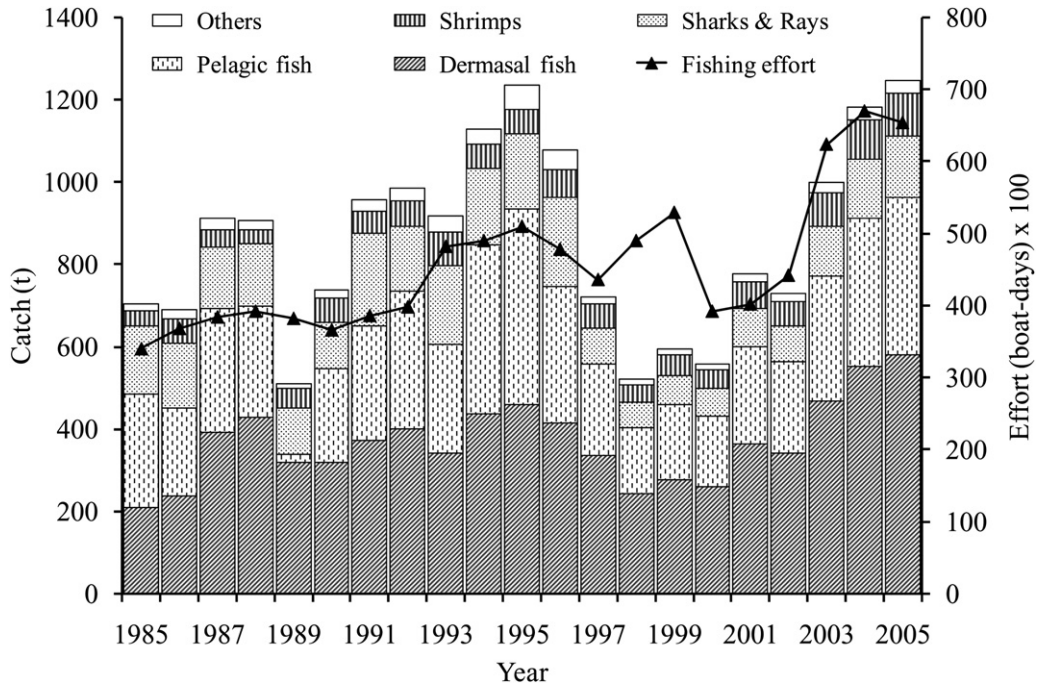 Others Shrimps Sharks & Rays
Pelagic fish Dermasal fish Fishing effort
1400
1200
1000
800
600
400
200
0
Catch (t)
800
700
600
500
400
300
200
100
0
Effort (boat-days) x 100
1985 1987 1989 1991 1993 1995 1997 1999 2001 2003 2005
Year